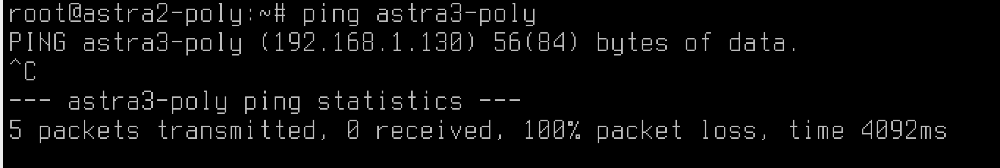 root@astra2-poly:~# ping astra3-poly
PING astra3-poly (192.168.1.130) 56(84) bytes of data.
^C
--- astra3-poly ping statistics ---
5 packets transmitted, 0 received, 100% packet loss, time 4092ms